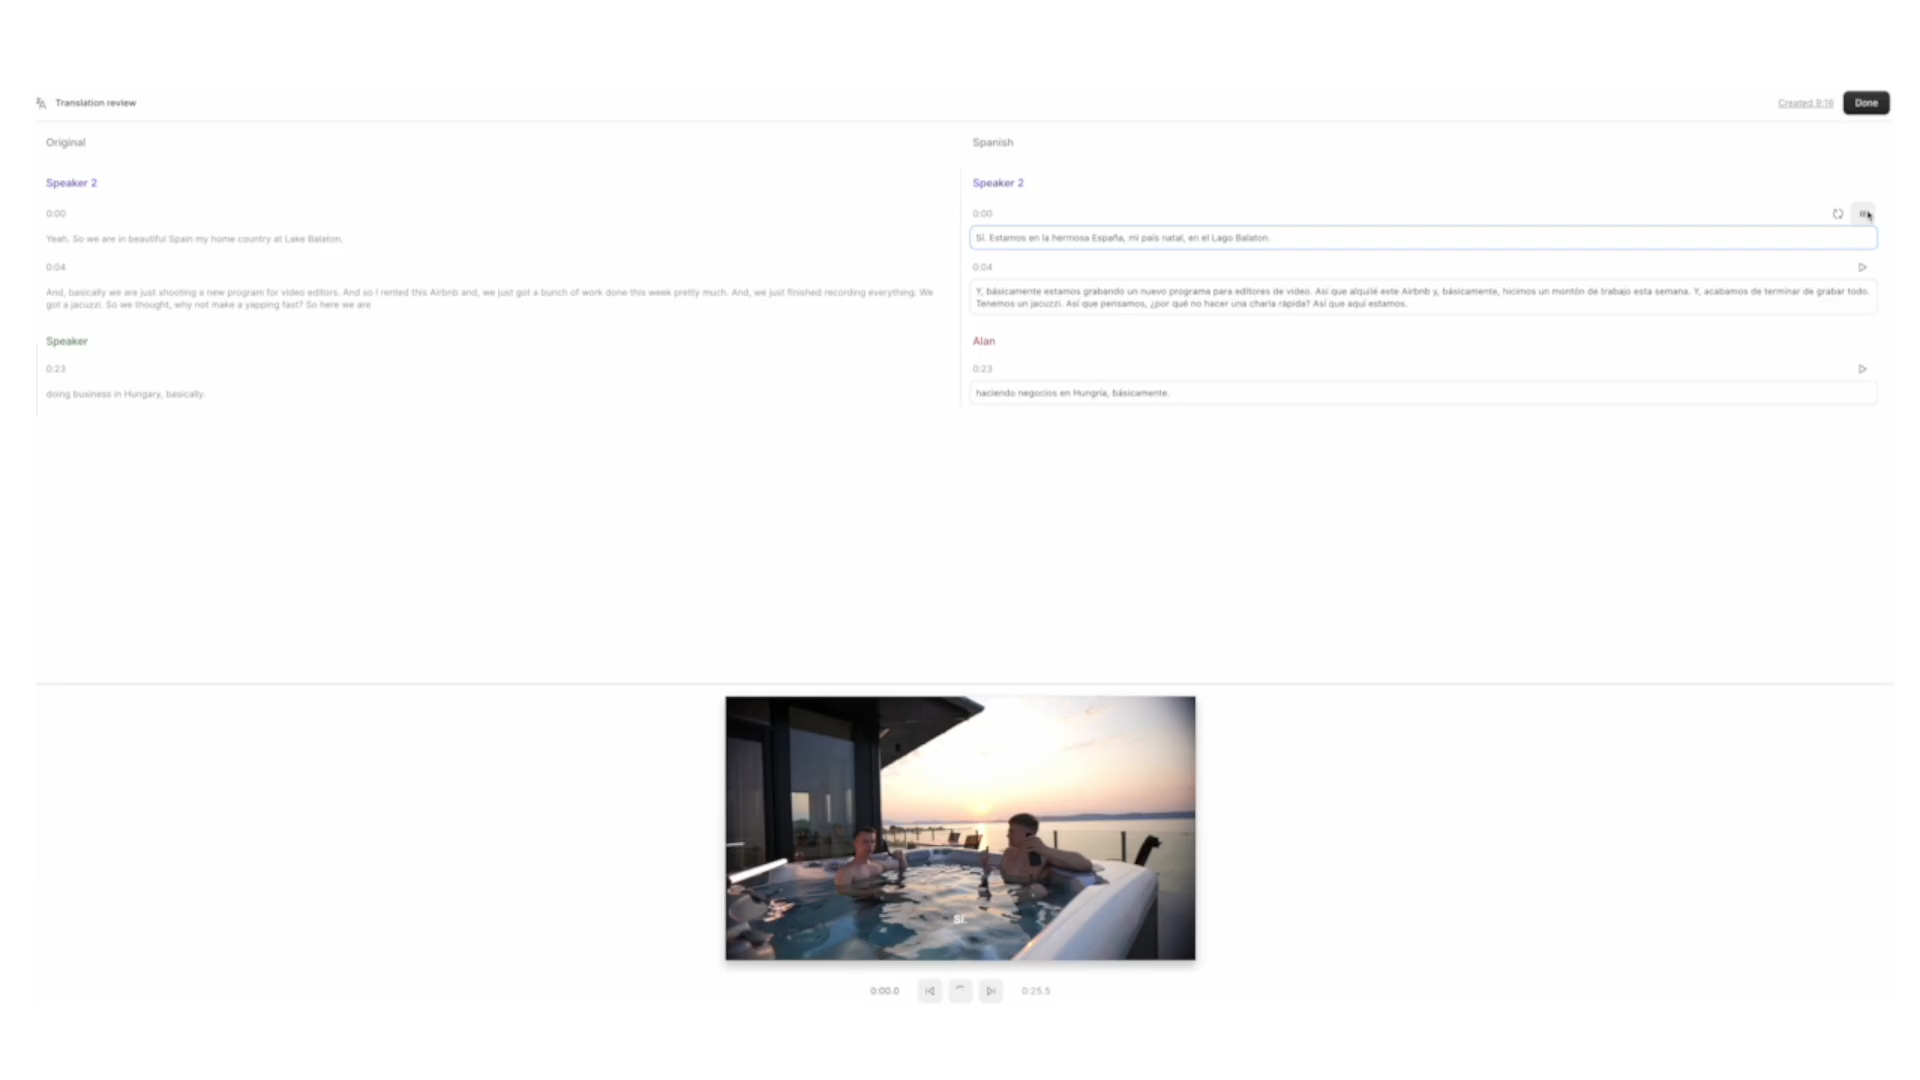 Translation review
Created 9:16
Done
Original
Spanish
Speaker 2
0:00
Yeah. So we are in beautiful Spain my home country at Lake Balaton.
0:04
And, basically we are just shooting a new program for video editors. And so I rented this Airbnb and, we just got a bunch of work done this week pretty much. And, we just finished recording everything. We
got a jacuzzi. So we thought, why not make a yapping fast? So here we are
Speaker
0:23
doing business in Hungary, basically.
Speaker 2
0:00
Sí. Estamos en la hermosa España, mi país natal, en el Lago Balaton.
0:04
Y, básicamente estamos grabando un nuevo programa para editores de video. Así que alquilé este Airbnb y, básicamente, hicimos un montón de trabajo esta semana. Y, acabamos de terminar de grabar todo.
Tenemos un jacuzzi. Así que pensamos, ¿por qué no hacer una charla rápida? Así que aquí estamos.
Alan
0:23
haciendo negocios en Hungría, básicamente.
Sí.
0:00.0
0:25.5